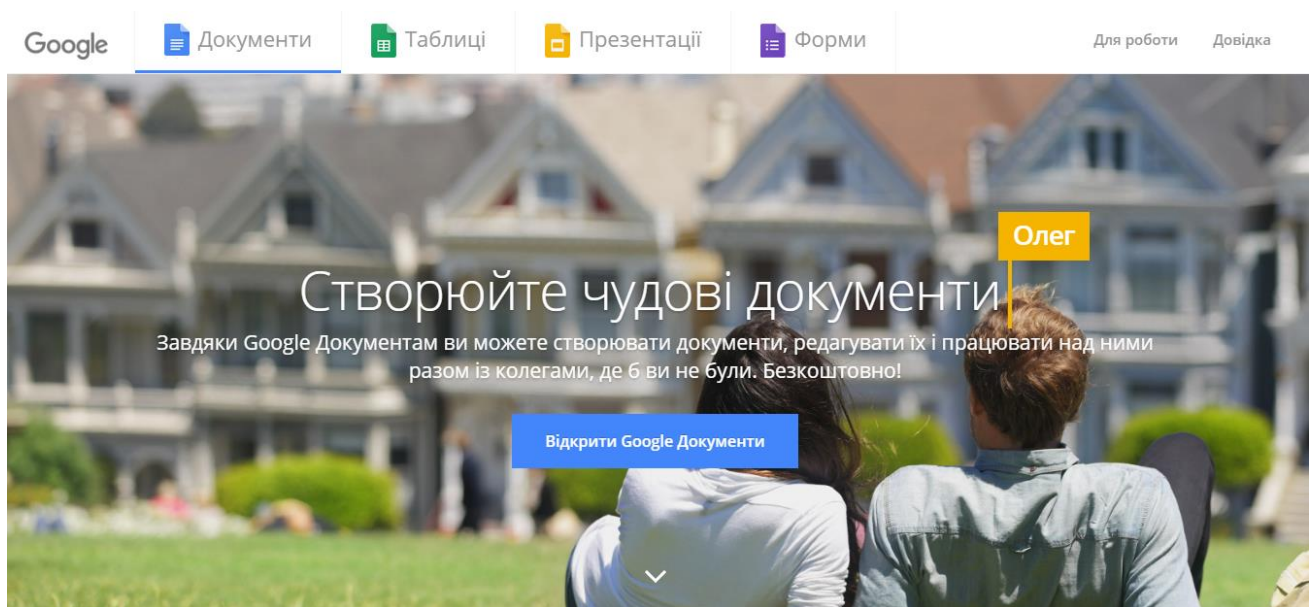 Google Документи Таблиці Презентації Форми Для роботи Довідка
Олег
Створюйте чудові документи
Завдяки Google Документам ви можете створювати документи, редагувати їх і працювати над ними
разом із колегами, де б ви не були. Безкоштовно!
Відкрити Google Документи